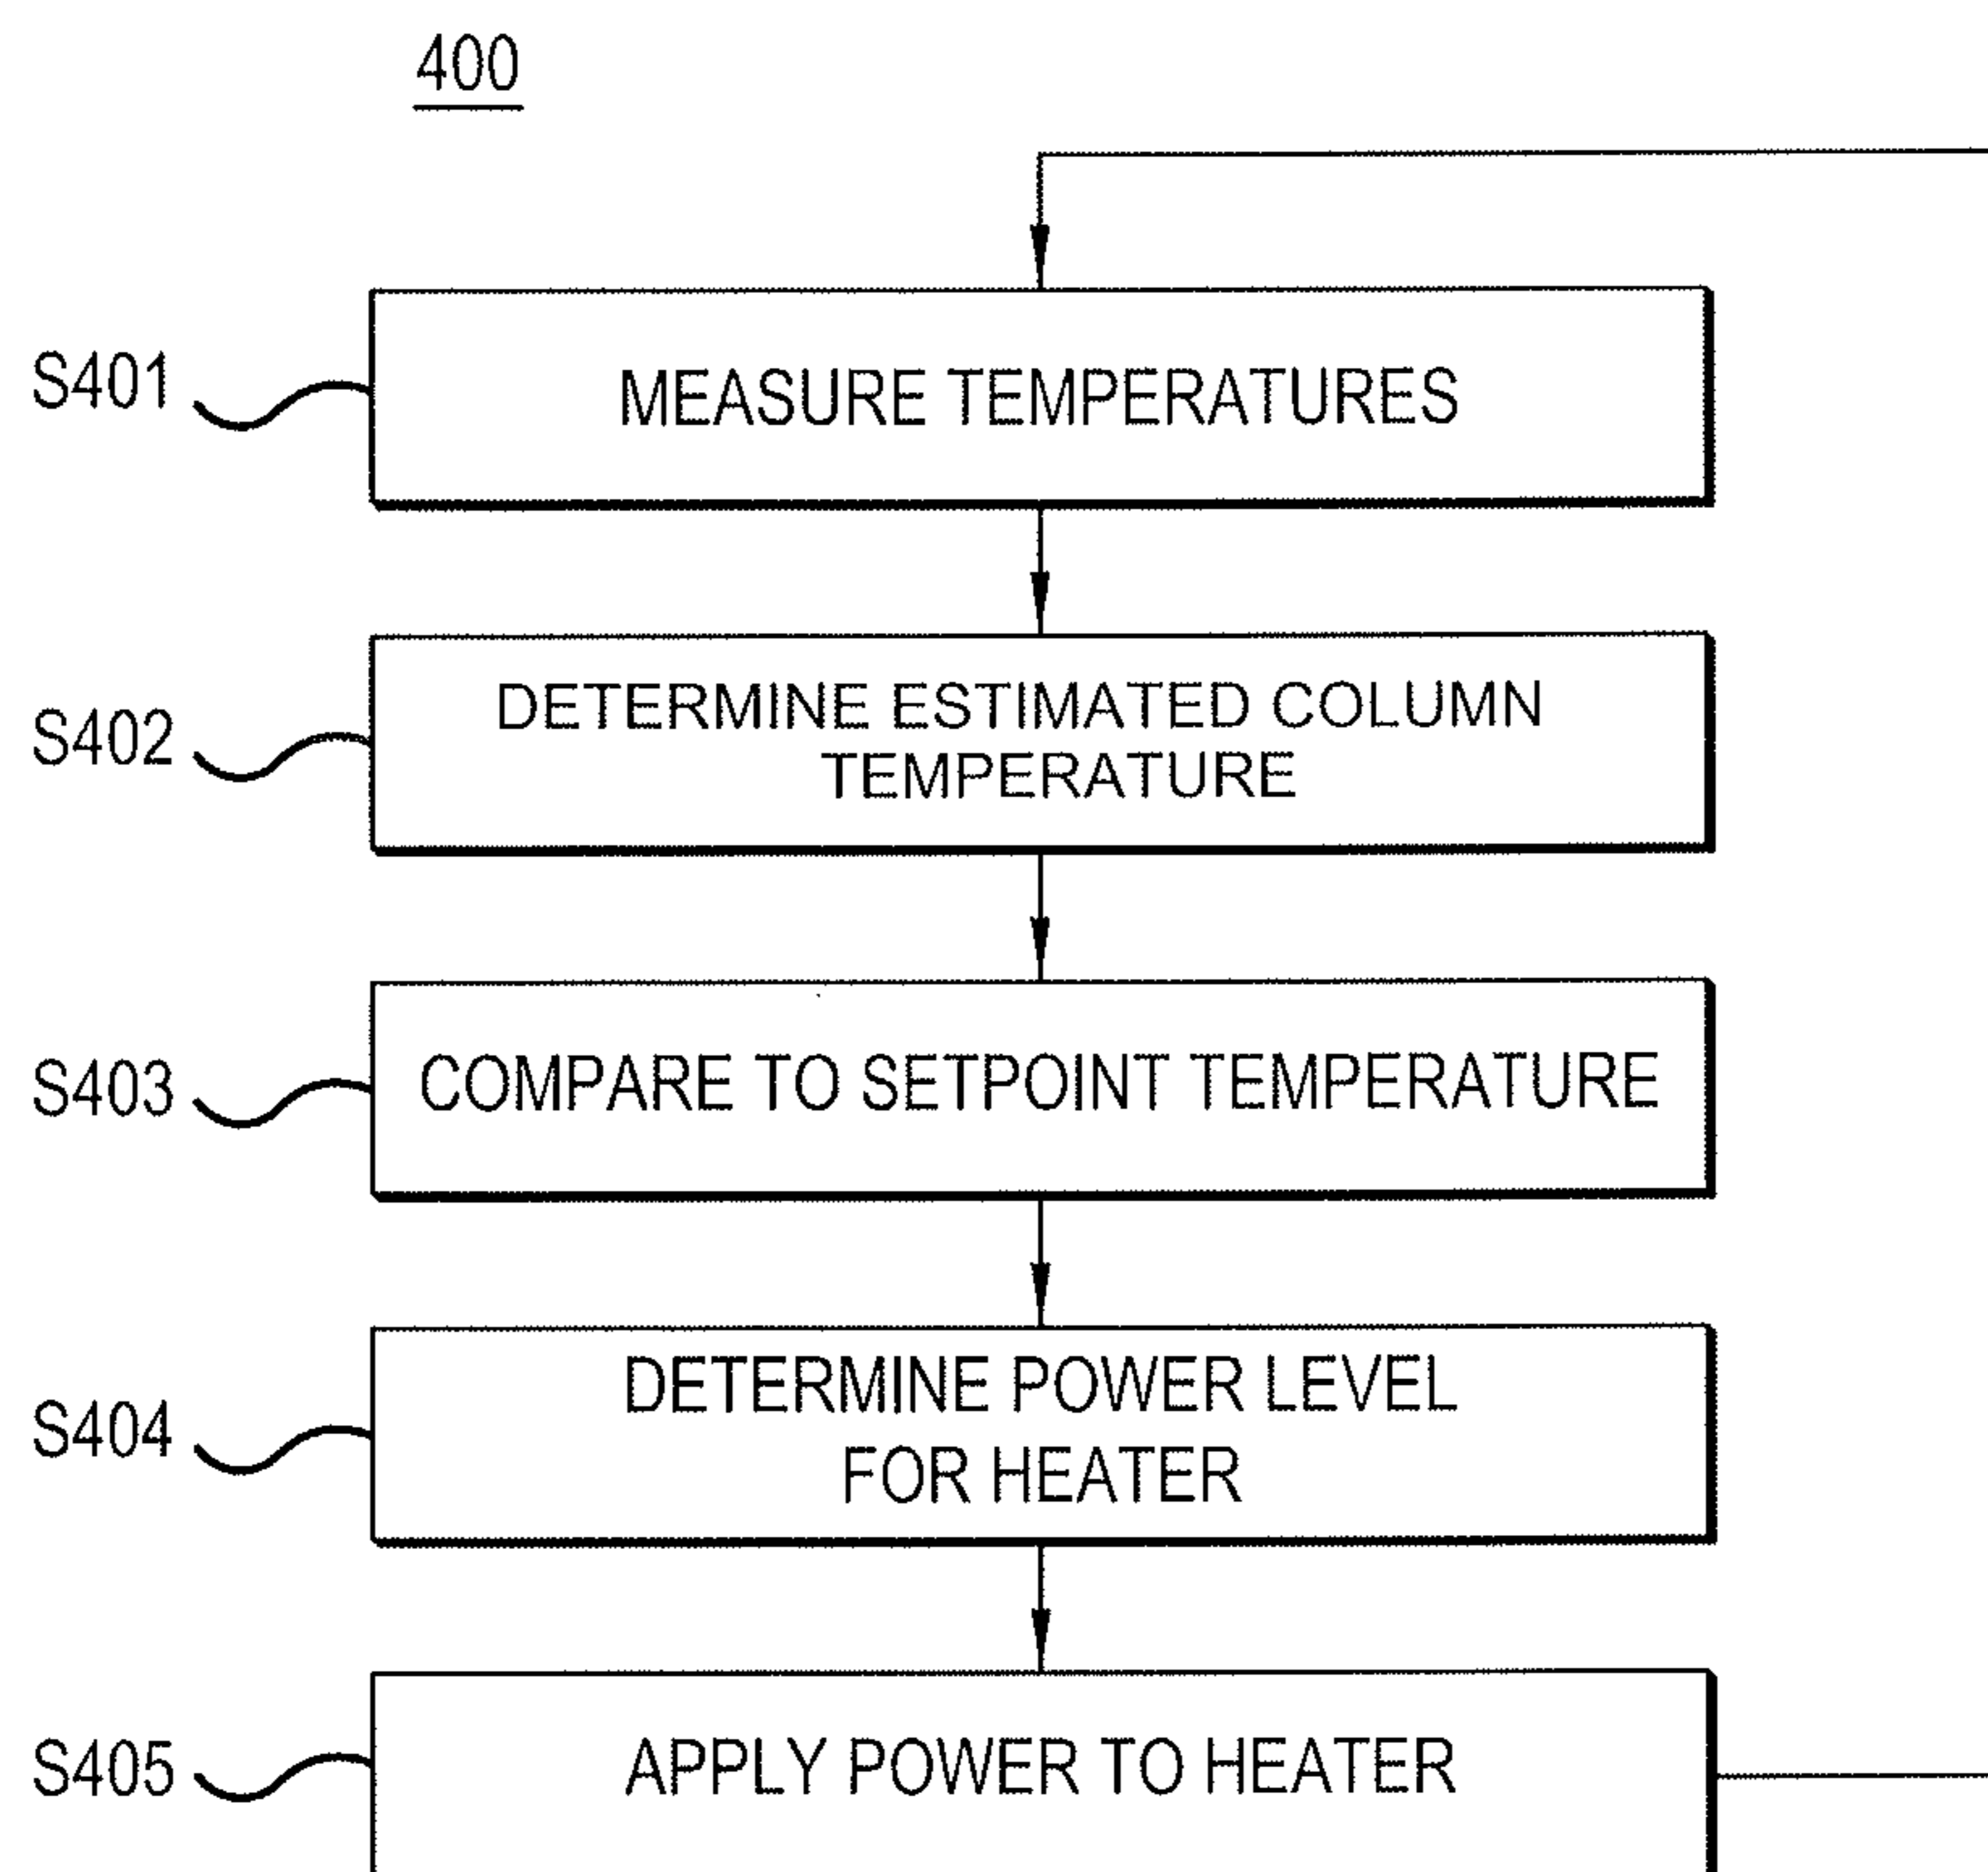 400
S401
MEASURE TEMPERATURES
S402
DETERMINE ESTIMATED COLUMN
TEMPERATURE
S403
COMPARE TO SETPOINT TEMPERATURE
S404
DETERMINE POWER LEVEL
FOR HEATER
S405
APPLY POWER TO HEATER